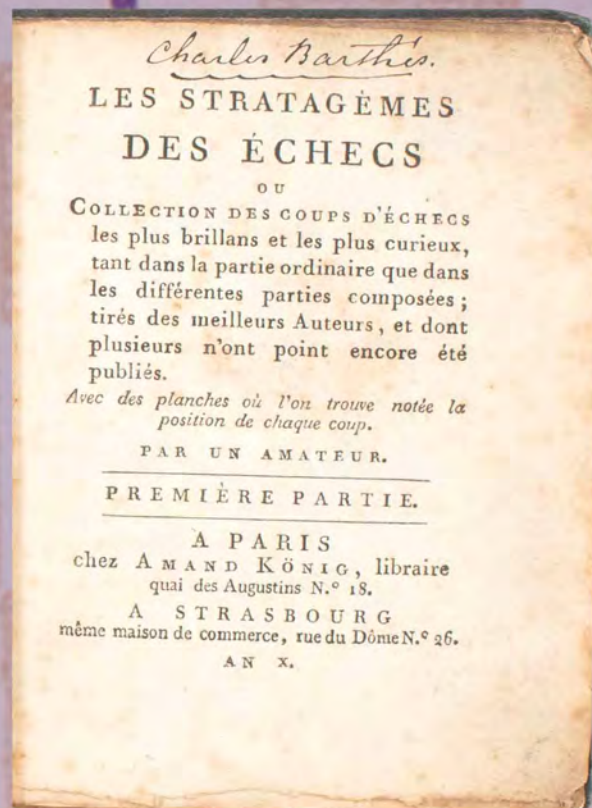 Charles Barthés.
LES STRATAGÈMES
DES ÉCHECS
OU
COLLECTION DES COUPS D'ÉCHECS
les plus brillans et les plus curieux,
tant dans la partie ordinaire que dans
les différentes parties composées ;
tirés des meilleurs Auteurs, et dont
plusieurs n'ont point encore été
publiés.
Avec des planches où l'on trouve notée la
position de chaque coup.
PAR UN AMATEUR.
PREMIÈRE PARTIE.
A PARIS
chez AMAND KÖNIG, libraire
quai des Augustins N.º 18.
A STRASBOURG
même maison de commerce, rue du Dôme N.º 26.
AN X.